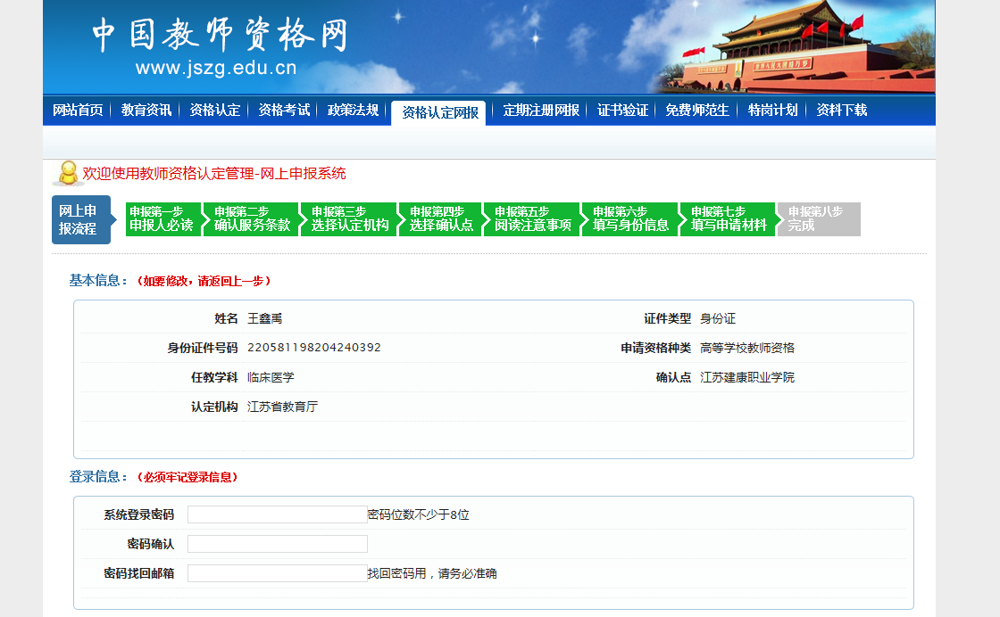 中国教师资格网
www.jszg.edu.cn
世界人民大团结万岁
网站首页 教育资讯 资格认定 资格考试 政策法规 资格认定网报 定期注册网报 证书验证 免费师范生 特岗计划 资料下载
欢迎使用教师资格认定管理-网上申报系统
网上申
报流程
申报第一步
申报人必读
申报第二步
确认服务条款
申报第三步
选择认定机构
申报第四步
选择确认点
申报第五步
阅读注意事项
申报第六步
填写身份信息
申报第七步
填写申请材料
申报第八步
完成
基本信息：（如要修改，请返回上一步）
姓名 王鑫禹 证件类型 身份证
身份证件号码 220581198204240392 申请资格种类 高等学校教师资格
任教学科 临床医学 确认点 江苏建康职业学院
认定机构 江苏省教育厅
登录信息：（必须牢记登录信息）
系统登录密码 密码位数不少于8位
密码确认
密码找回邮箱 找回密码用，请务必准确